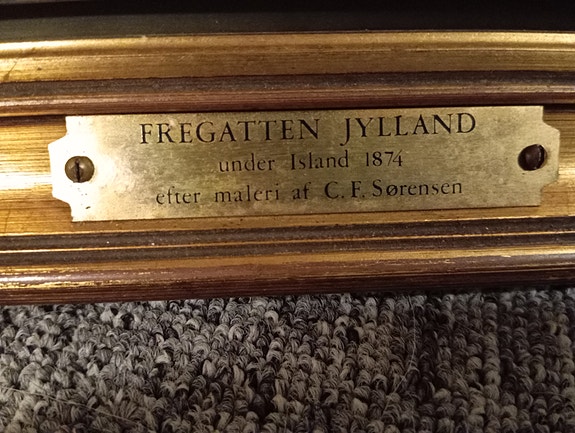 FREGATTEN JYLLAND
under Island 1874
efter maleri af C. F. Sørensen